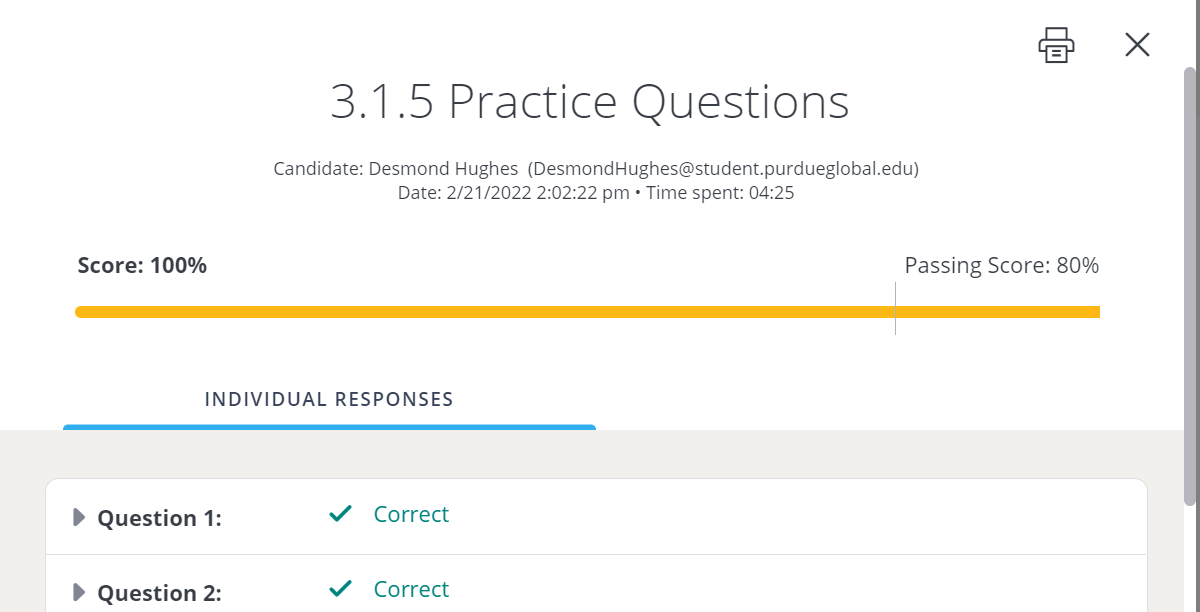 3.1.5 Practice Questions
Candidate: Desmond Hughes  (DesmondHughes@student.purdueglobal.edu)
Date: 2/21/2022 2:02:22 pm • Time spent: 04:25
Score: 100%
Passing Score: 80%
INDIVIDUAL RESPONSES
Question 1: Correct
Question 2: Correct